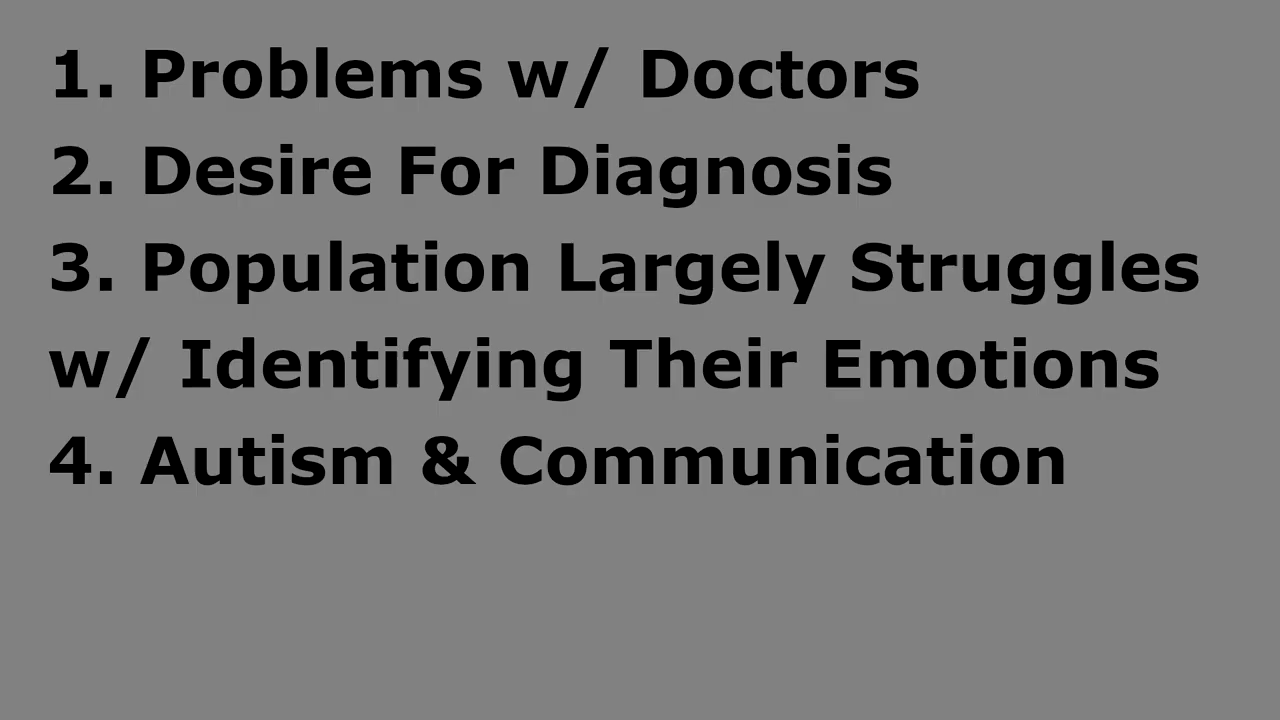 1. Problems w/ Doctors
2. Desire For Diagnosis
3. Population Largely Struggles
w/ Identifying Their Emotions
4. Autism & Communication